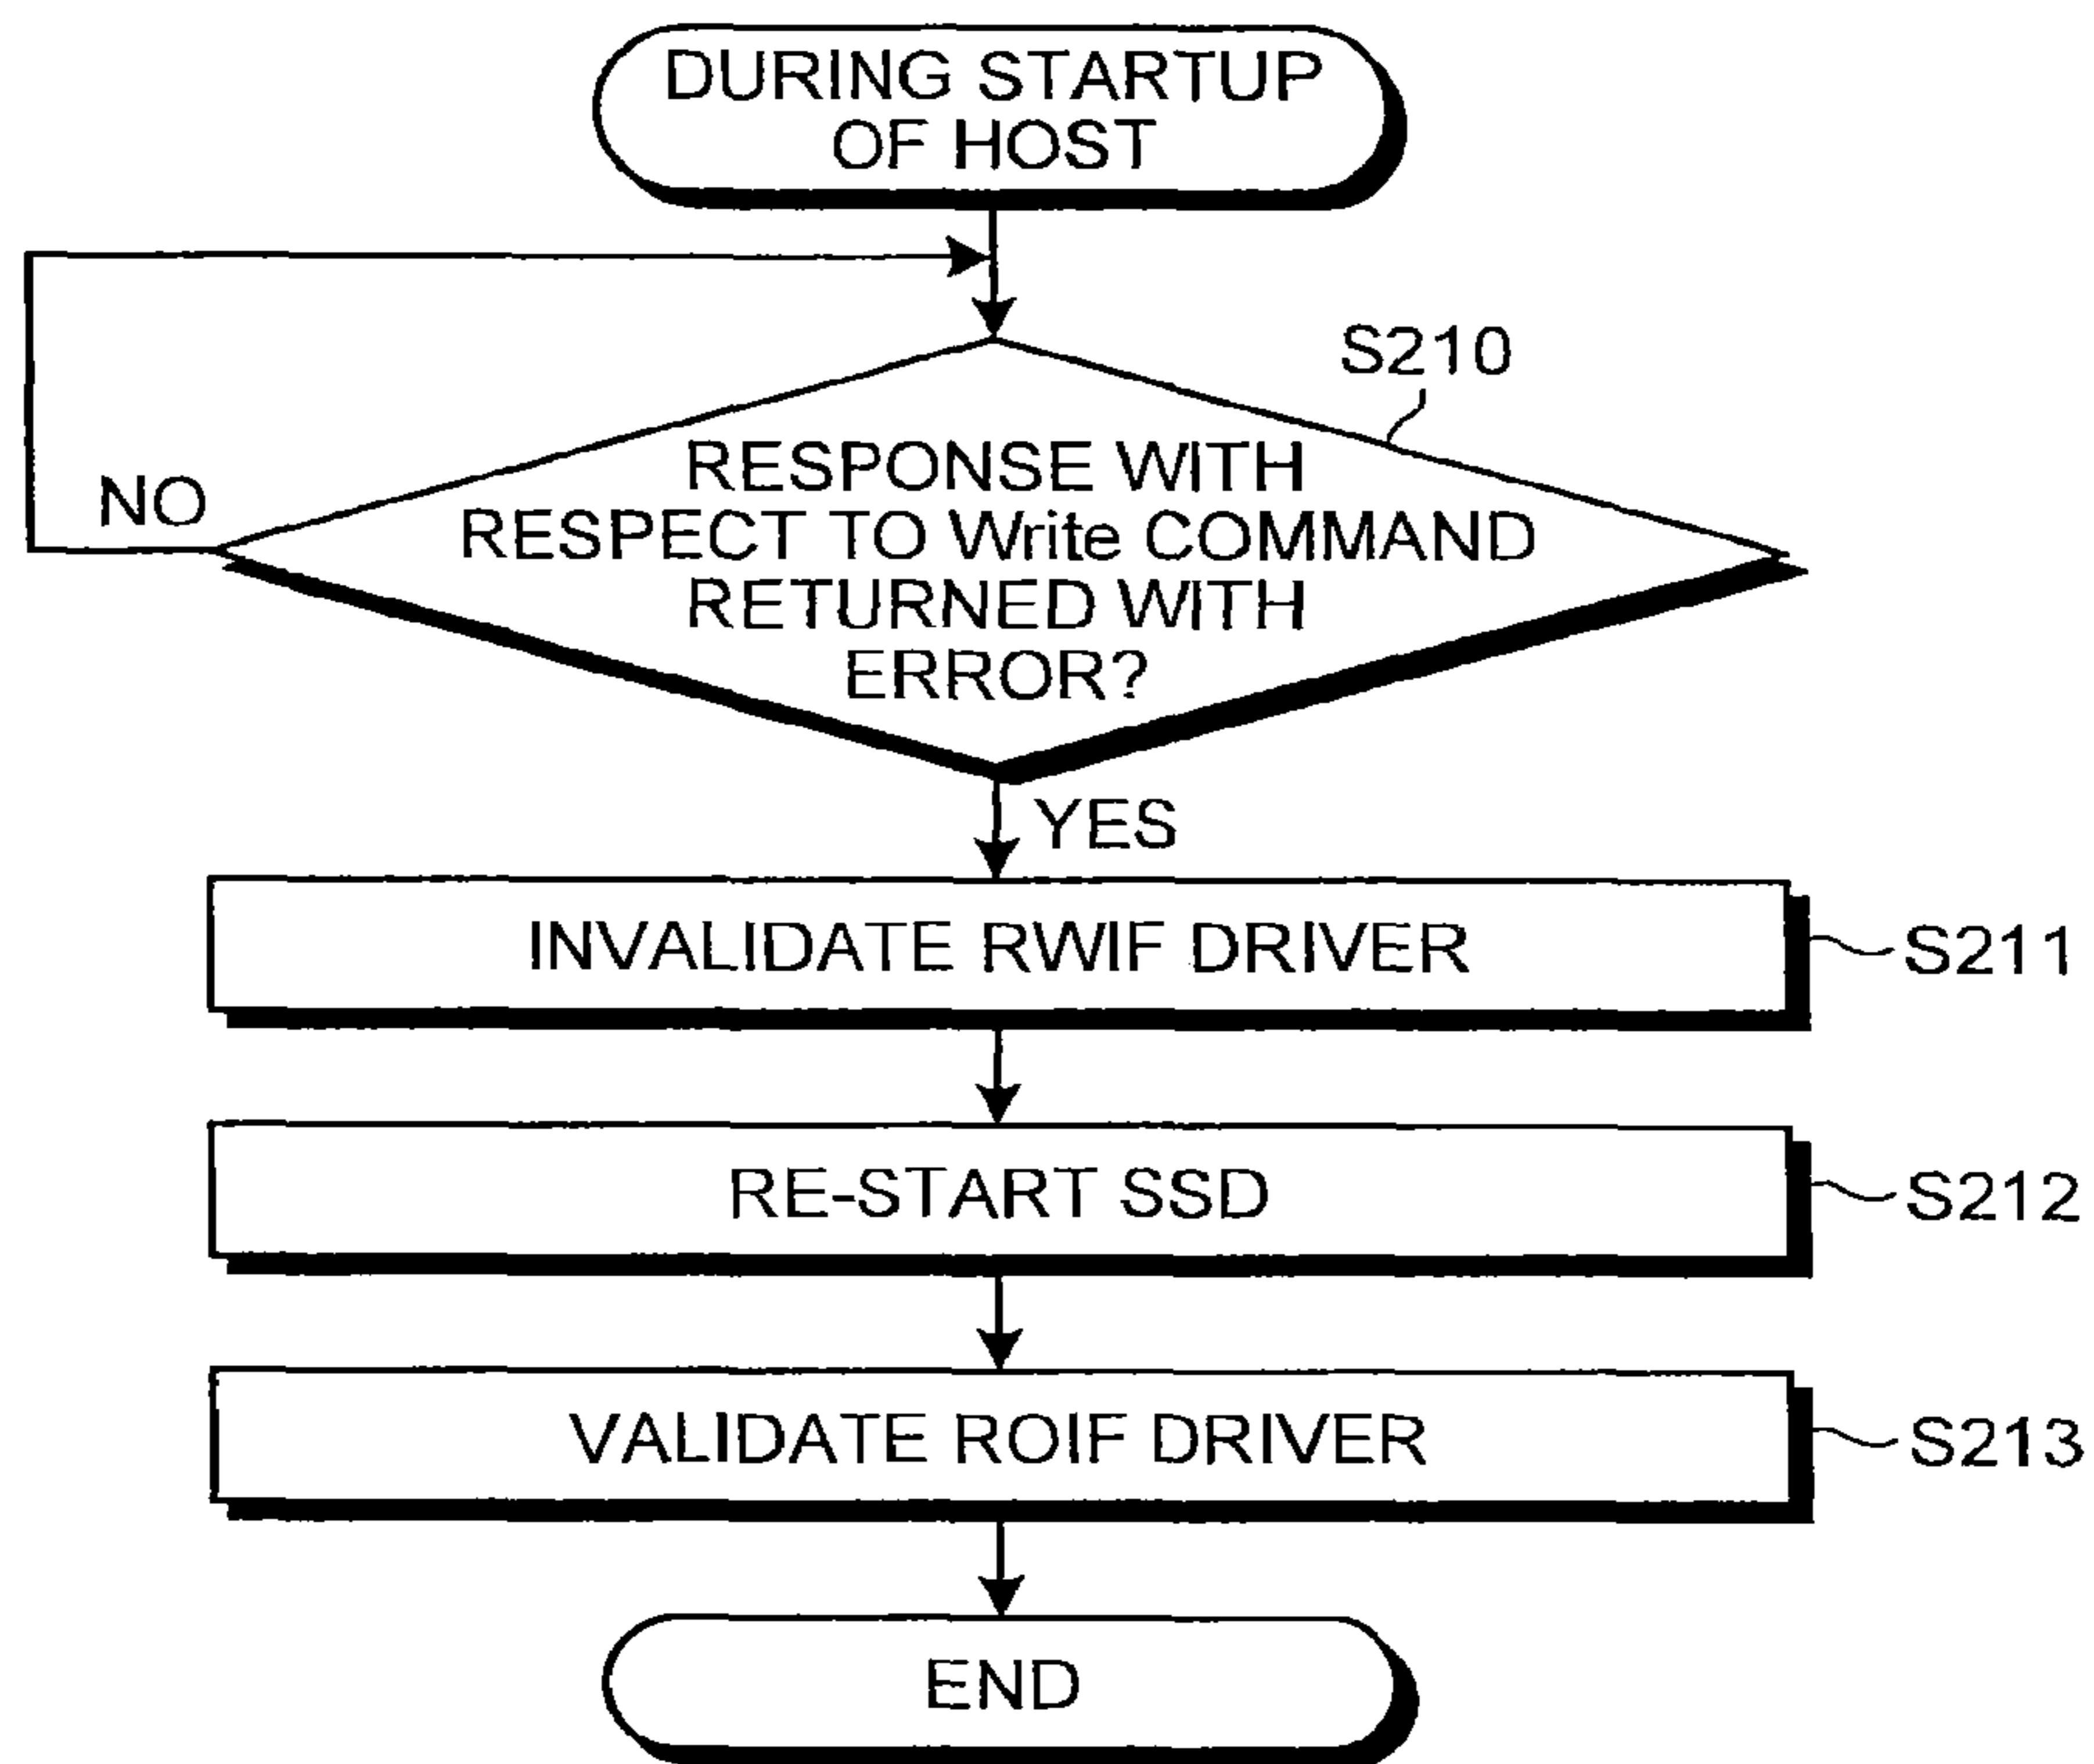 DURING STARTUP
OF HOST
S210
RESPONSE WITH
RESPECT TO Write COMMAND
RETURNED WITH
ERROR?
NO
YES
INVALIDATE RWIF DRIVER
S211
RE-START SSD
S212
VALIDATE ROIF DRIVER
S213
END